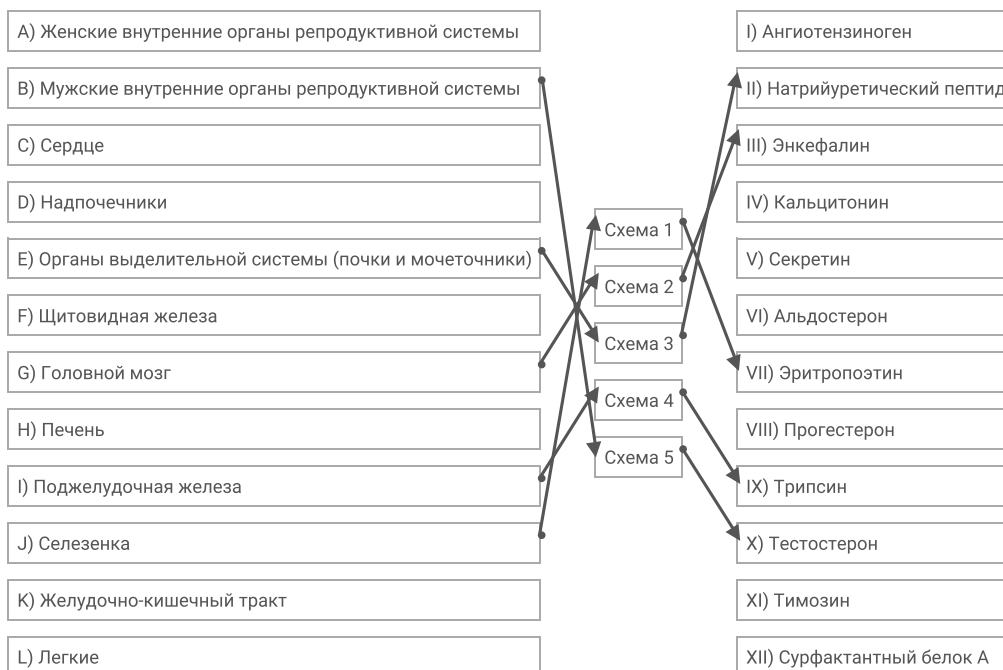 A) Женские внутренние органы репродуктивной системы
B) Мужские внутренние органы репродуктивной системы
C) Сердце
D) Надпочечники
E) Органы выделительной системы (почки и мочеточники)
F) Щитовидная железа
G) Головной мозг
H) Печень
I) Поджелудочная железа
J) Селезенка
K) Желудочно-кишечный тракт
L) Легкие
Схема 1
Схема 2
Схема 3
Схема 4
Схема 5
I) Ангиотензиноген
II) Натрийуретический пептид
III) Энкефалин
IV) Кальцитонин
V) Секретин
VI) Альдостерон
VII) Эритропоэтин
VIII) Прогестерон
IX) Трипсин
X) Тестостерон
XI) Тимозин
XII) Сурфактантный белок А